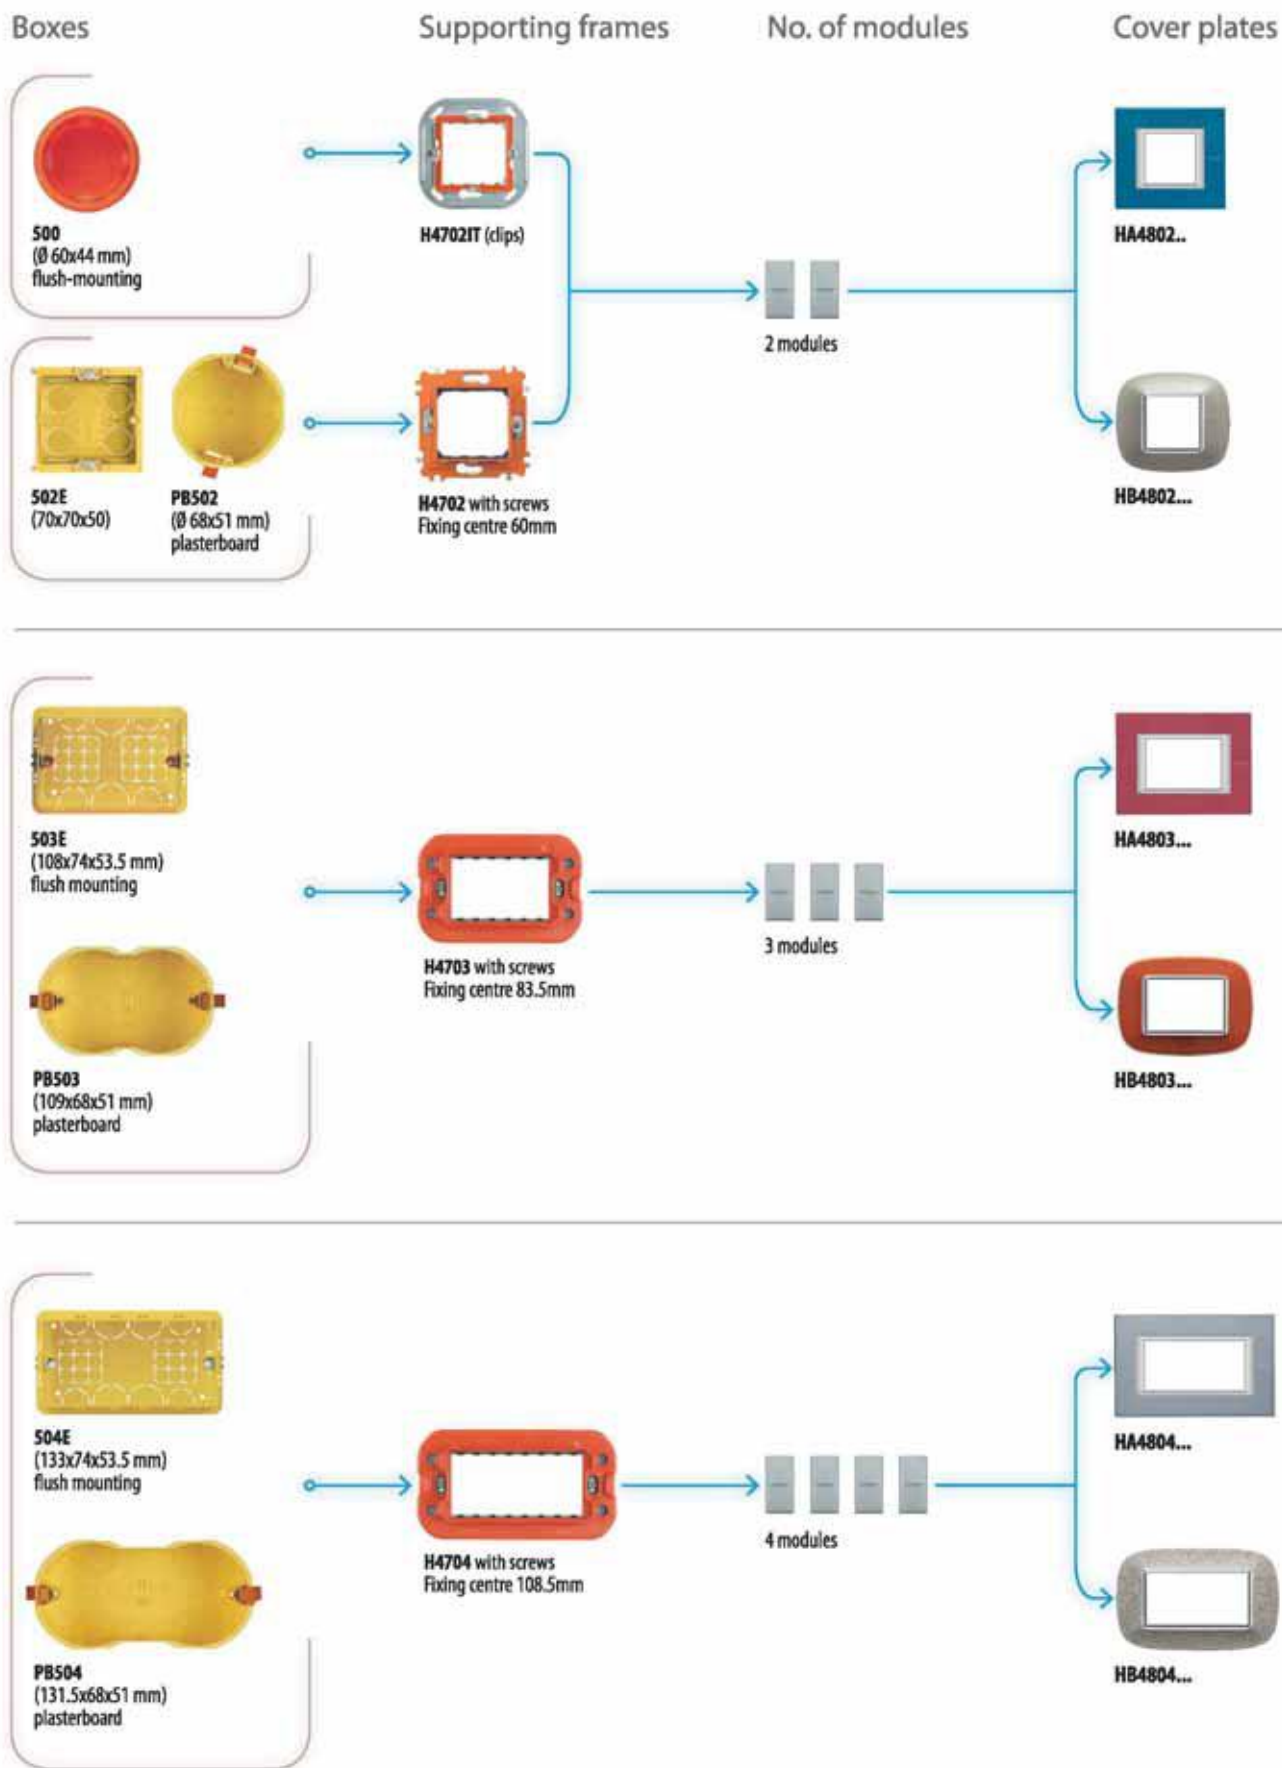 Boxes
Supporting frames
No. of modules
Cover plates
500
(Ø 60x44 mm)
flush-mounting
H4702IT (clips)
HA4802..
2 modules
502E
(70x70x50)
PB502
(Ø 68x51 mm)
plasterboard
H4702 with screws
Fixing centre 60mm
HB4802...
503E
(108x74x53.5 mm)
flush mounting
HA4803...
H4703 with screws
Fixing centre 83.5mm
3 modules
PB503
(109x68x51 mm)
plasterboard
HB4803...
504E
(133x74x53.5 mm)
flush mounting
HA4804...
H4704 with screws
Fixing centre 108.5mm
4 modules
PB504
(131.5x68x51 mm)
plasterboard
HB4804...